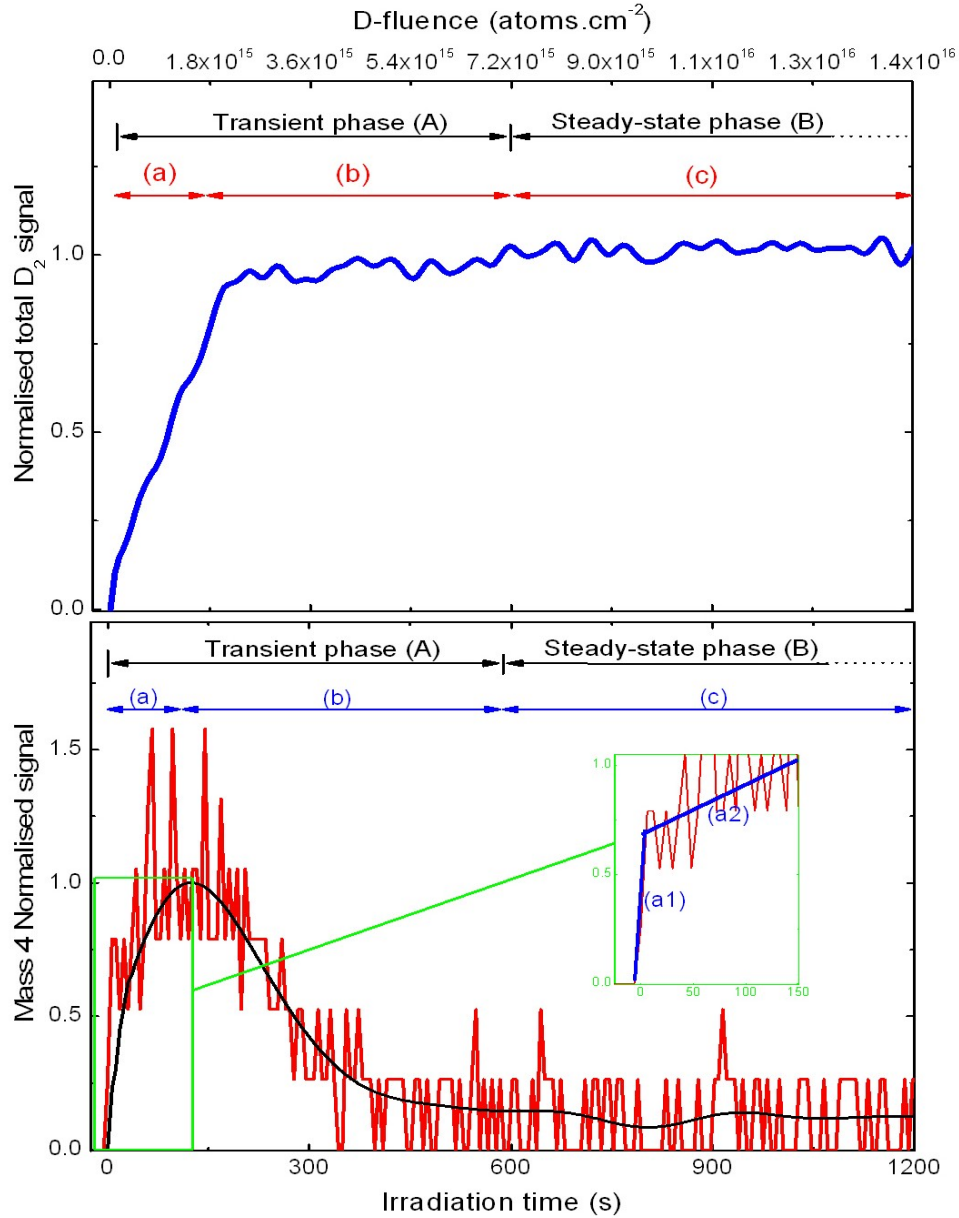 D-fluence (atoms.cm⁻²)
0.0 1.8x10¹⁵ 3.6x10¹⁵ 5.4x10¹⁵ 7.2x10¹⁵ 9.0x10¹⁵ 1.1x10¹⁶ 1.3x10¹⁶ 1.4x10¹⁶
Transient phase (A) Steady-state phase (B)
(a) (b) (c)
Normalised total D₂ signal
1.0
0.5
0.0
Transient phase (A) Steady-state phase (B)
(a) (b) (c)
Mass 4 Normalised signal
1.5
1.0
0.5
0.0
1.0
0.5
0.0
(a2)
(a1)
0 50 100 150
0 300 600 900 1200
Irradiation time (s)